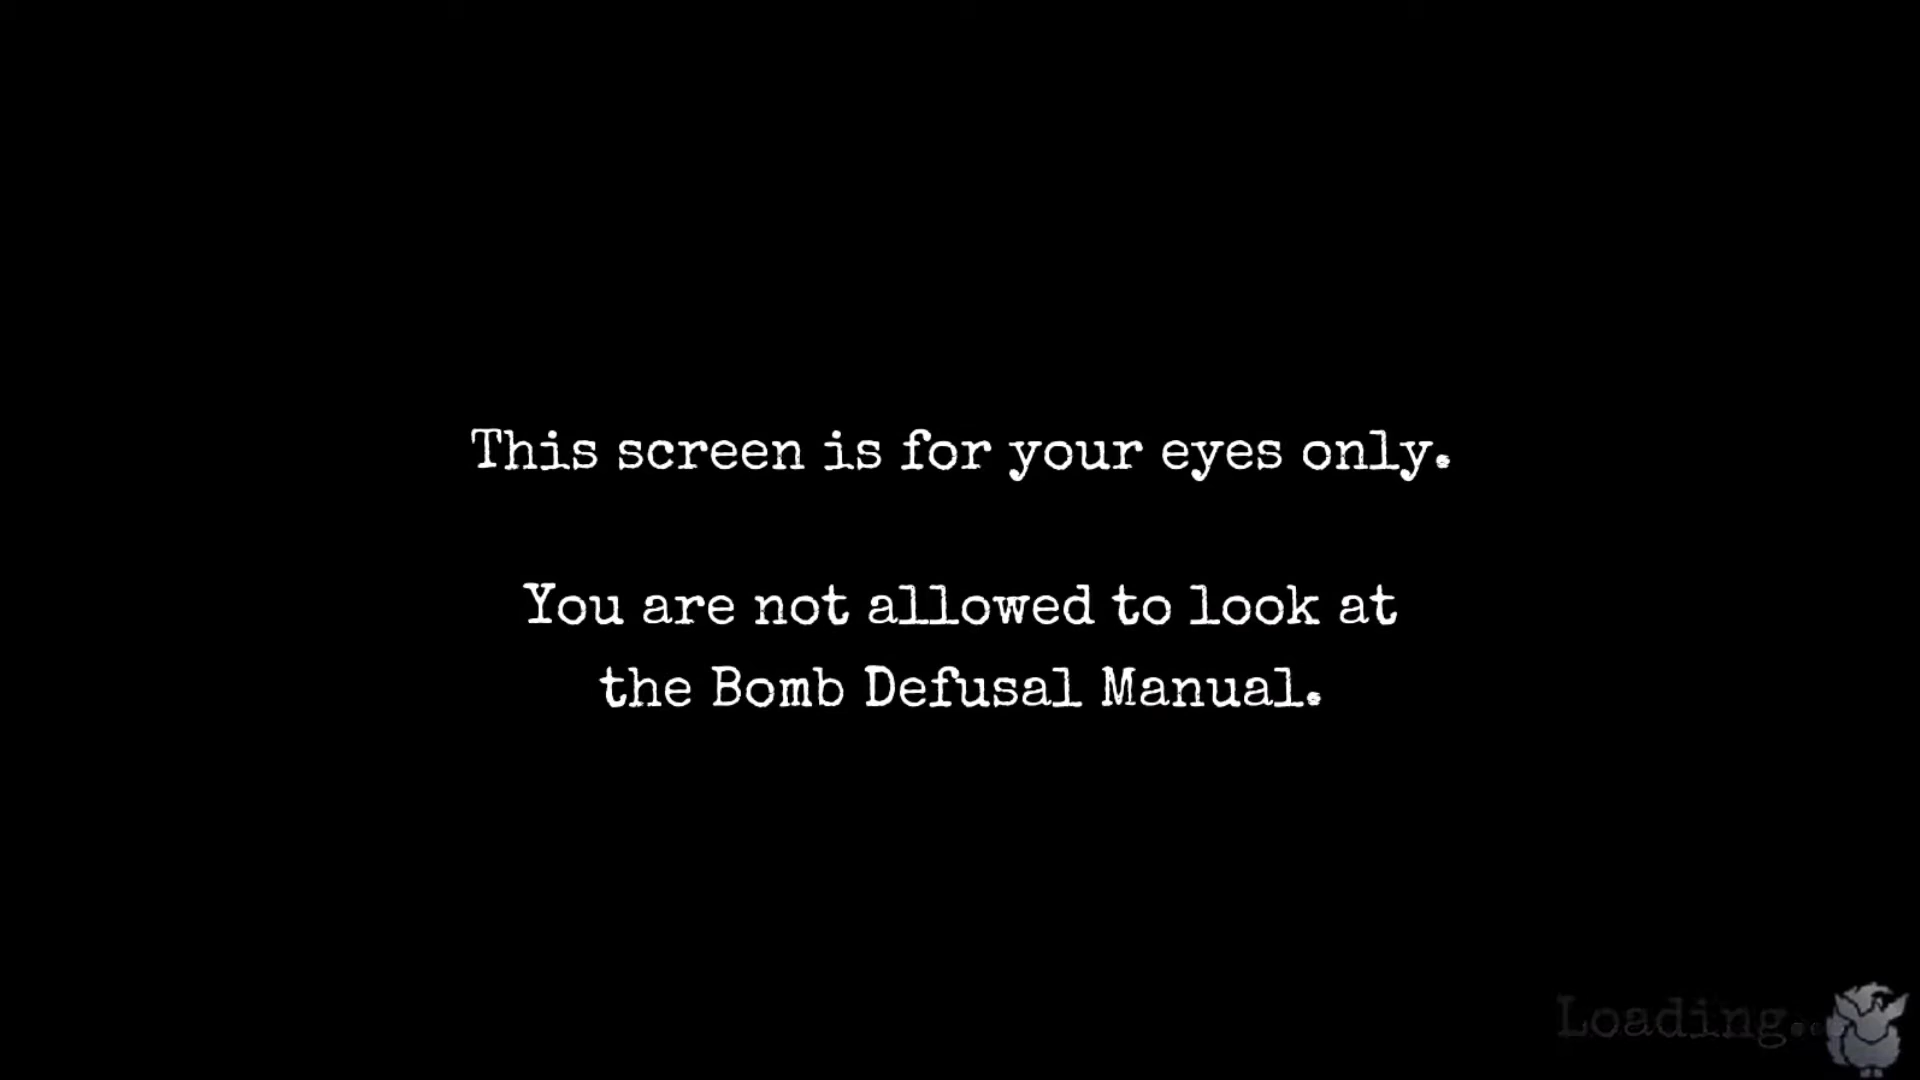 This screen is for your eyes only.
You are not allowed to look at
the Bomb Defusal Manual.
Loading...